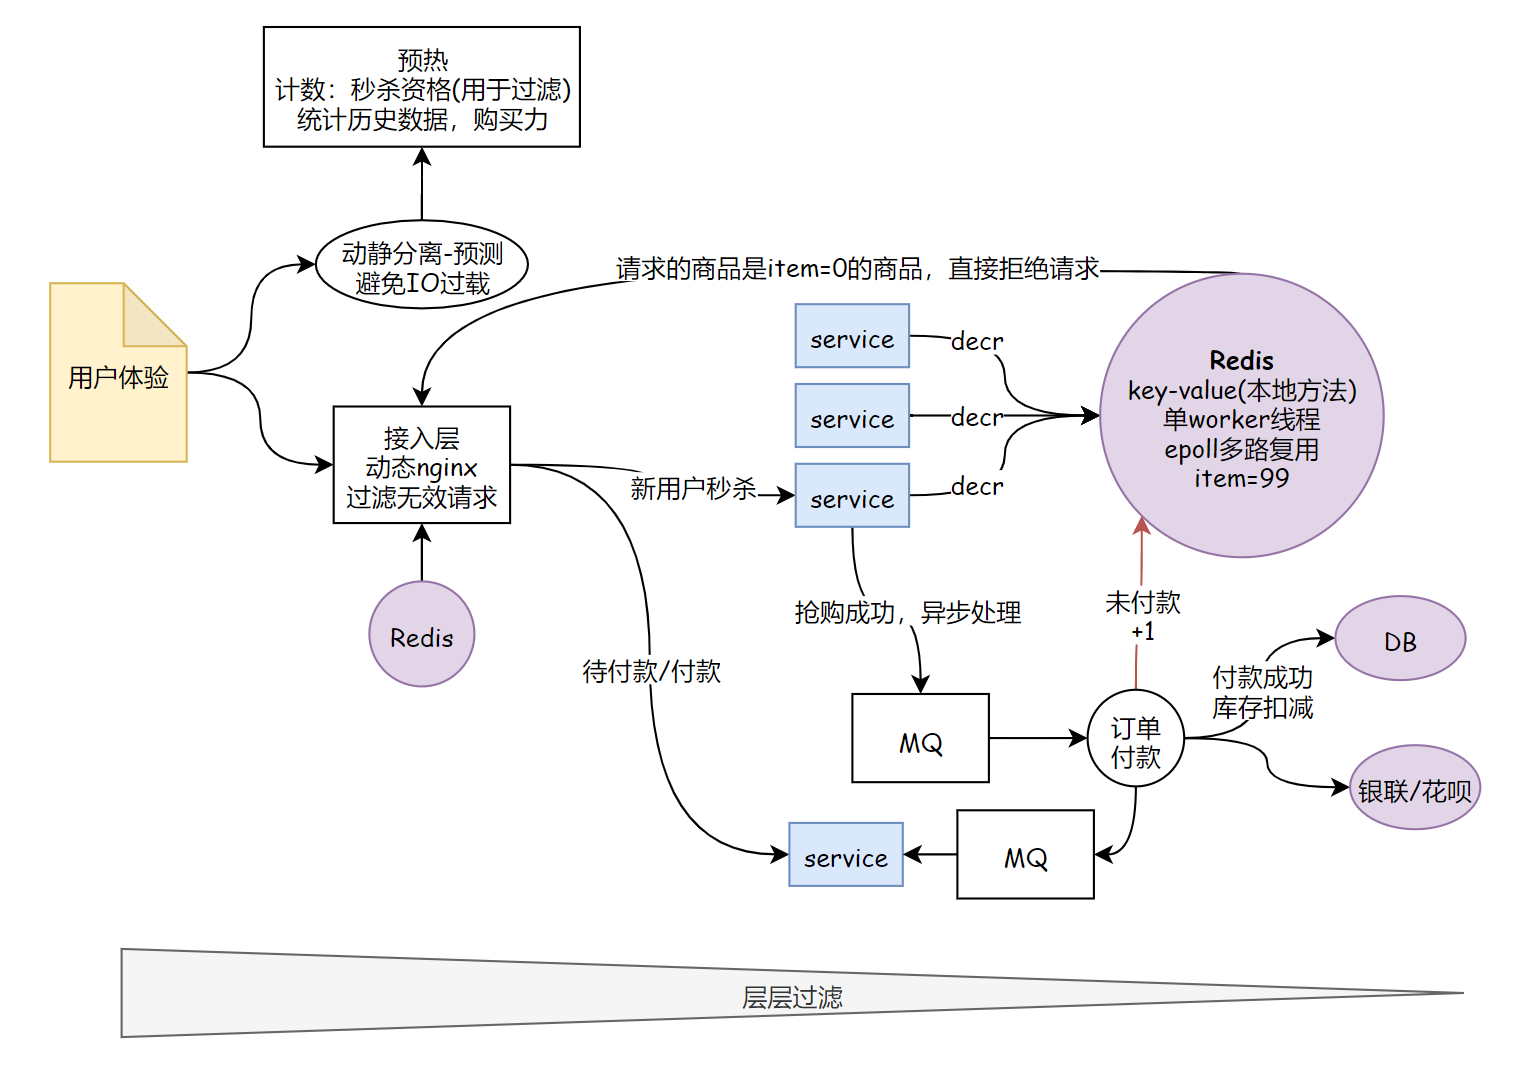 预热
计数：秒杀资格(用于过滤)
统计历史数据，购买力
动静分离-预测
避免IO过载
请求的商品是item=0的商品，直接拒绝请求
用户体验
service
decr
service
decr
service
decr
Redis
key-value(本地方法)
单worker线程
epoll多路复用
item=99
接入层
动态nginx
过滤无效请求
新用户秒杀
Redis
抢购成功，异步处理
未付款
+1
待付款/付款
DB
付款成功
库存扣减
MQ
订单
付款
银联/花呗
service
MQ
层层过滤